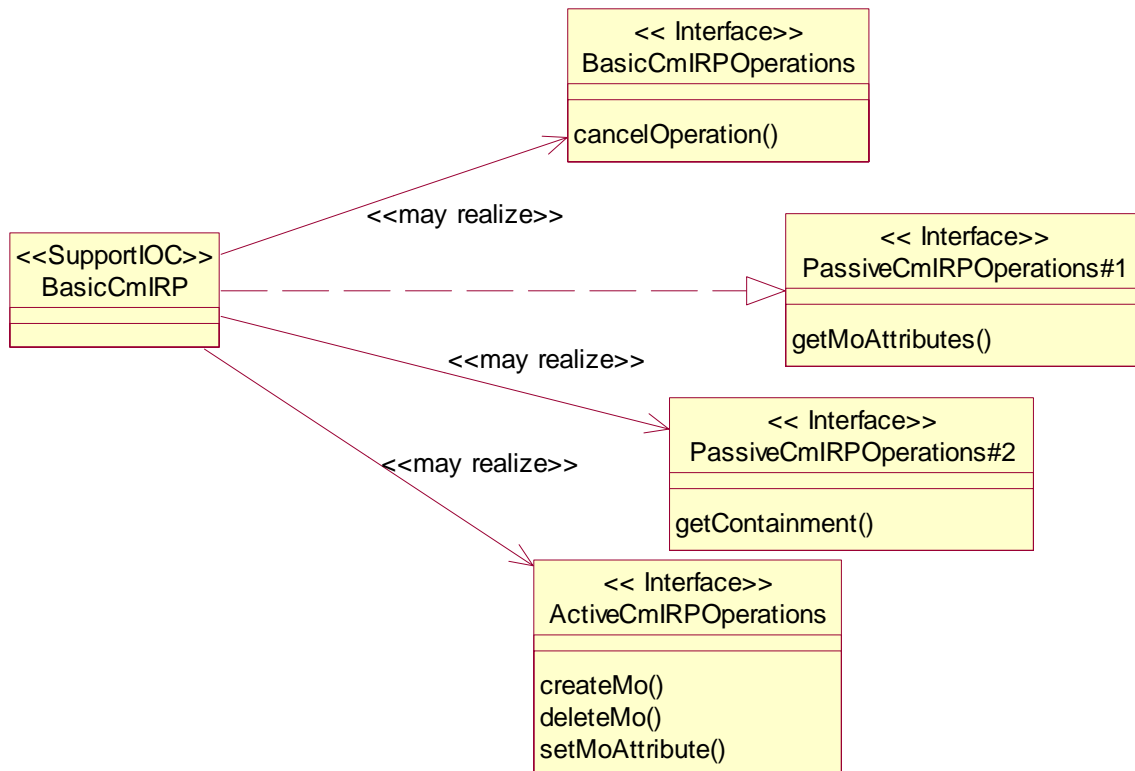 << Interface>>
BasicCmIRPOperations
cancelOperation()
<<may realize>>
<<SupportIOC>>
BasicCmIRP
<< Interface>>
PassiveCmIRPOperations#1
getMoAttributes()
<<may realize>>
<< Interface>>
PassiveCmIRPOperations#2
getContainment()
<<may realize>>
<< Interface>>
ActiveCmIRPOperations
createMo()
deleteMo()
setMoAttribute()